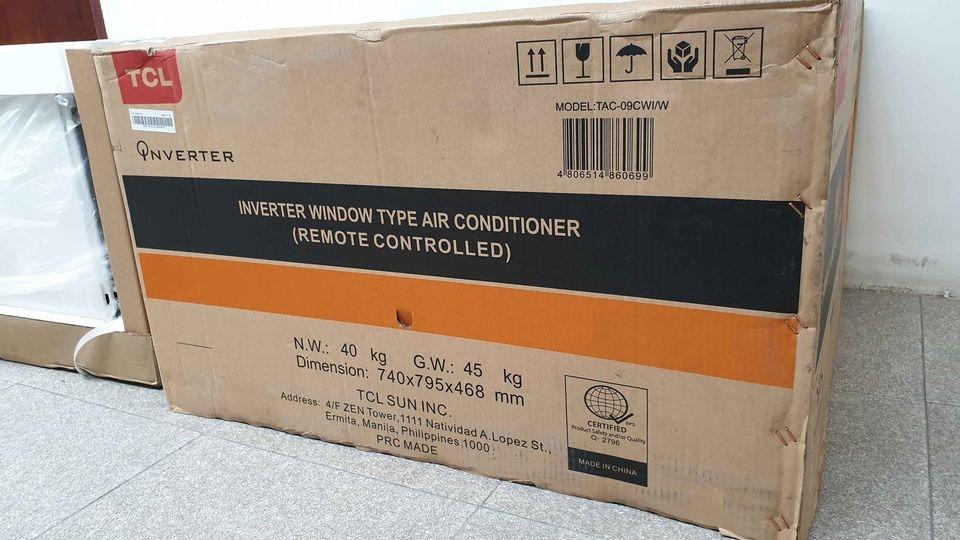 TCL
INVERTER
MODEL:TAC-09CWI/W
4 806514 860699
INVERTER WINDOW TYPE AIR CONDITIONER
(REMOTE CONTROLLED)
N.W.: 40 kg G.W.: 45 kg
Dimension: 740x795x468 mm
TCL SUN INC.
Address: 4/F ZEN Tower,1111 Natividad A.Lopez St.,
Ermita, Manila, Philippines 1000
PRC MADE
BPS
CERTIFIED
Product Safety and/or Quality
Q- 2796
MADE IN CHINA